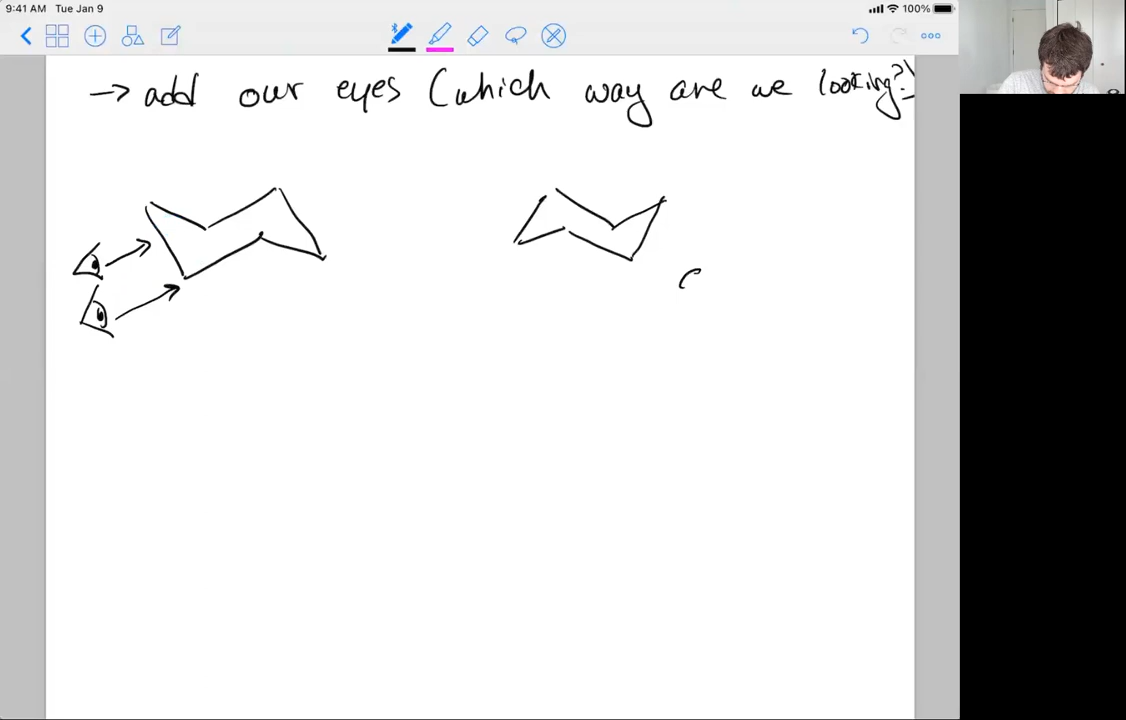 9:41 AM Tue Jan 9
100%
→ add our eyes (which way are we looking?)